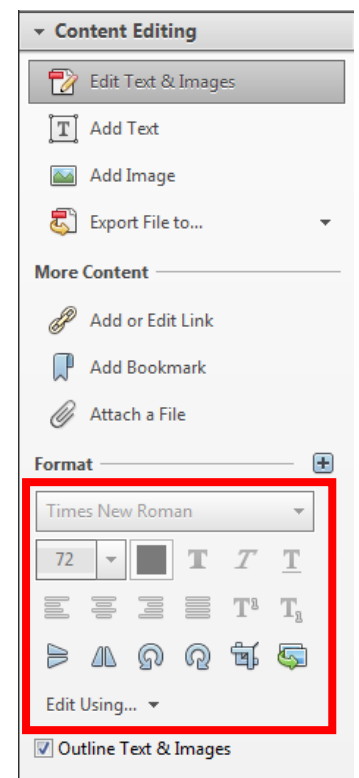 Content Editing
Edit Text & Images
Add Text
Add Image
Export File to...
More Content
Add or Edit Link
Add Bookmark
Attach a File
Format
Times New Roman
72
Edit Using...
Outline Text & Images